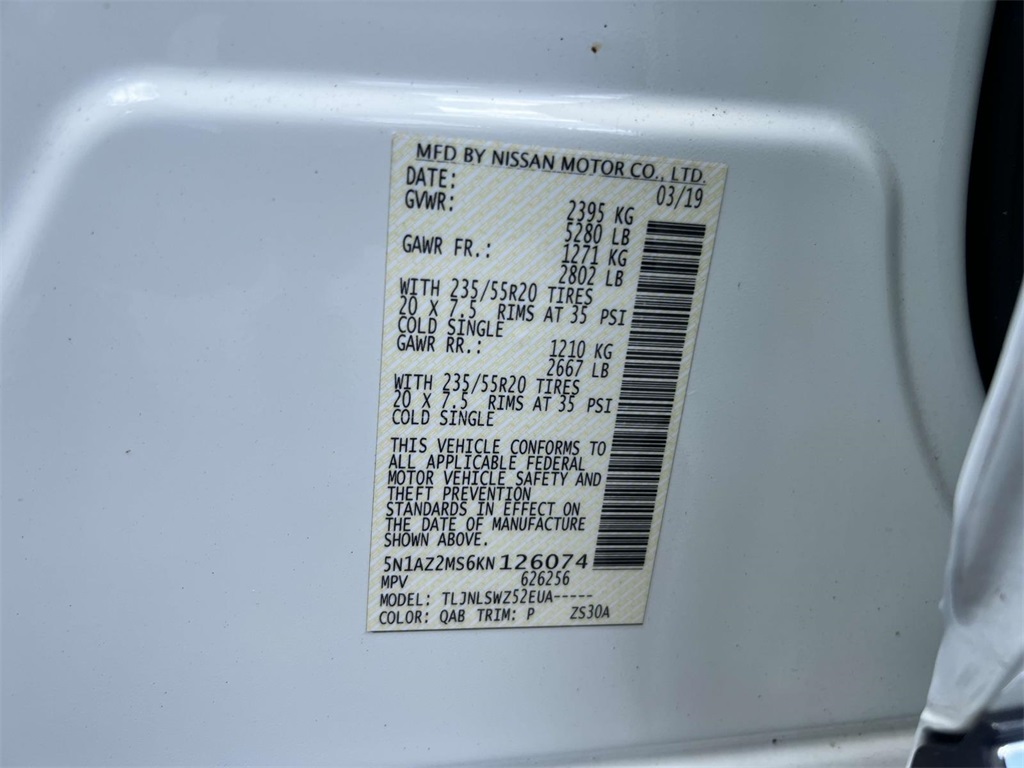 MFD BY NISSAN MOTOR CO., LTD.
DATE: 03/19
GVWR: 2395 KG
5280 LB
GAWR FR.: 1271 KG
2802 LB
WITH 235/55R20 TIRES
20 X 7.5 RIMS AT 35 PSI
COLD SINGLE
GAWR RR.: 1210 KG
2667 LB
WITH 235/55R20 TIRES
20 X 7.5 RIMS AT 35 PSI
COLD SINGLE
THIS VEHICLE CONFORMS TO
ALL APPLICABLE FEDERAL
MOTOR VEHICLE SAFETY AND
THEFT PREVENTION
STANDARDS IN EFFECT ON
THE DATE OF MANUFACTURE
SHOWN ABOVE.
5N1AZ2MS6KN126074
MPV 626256
MODEL: TLJNLSWZ52EUA-----
COLOR: QAB TRIM: P ZS30A